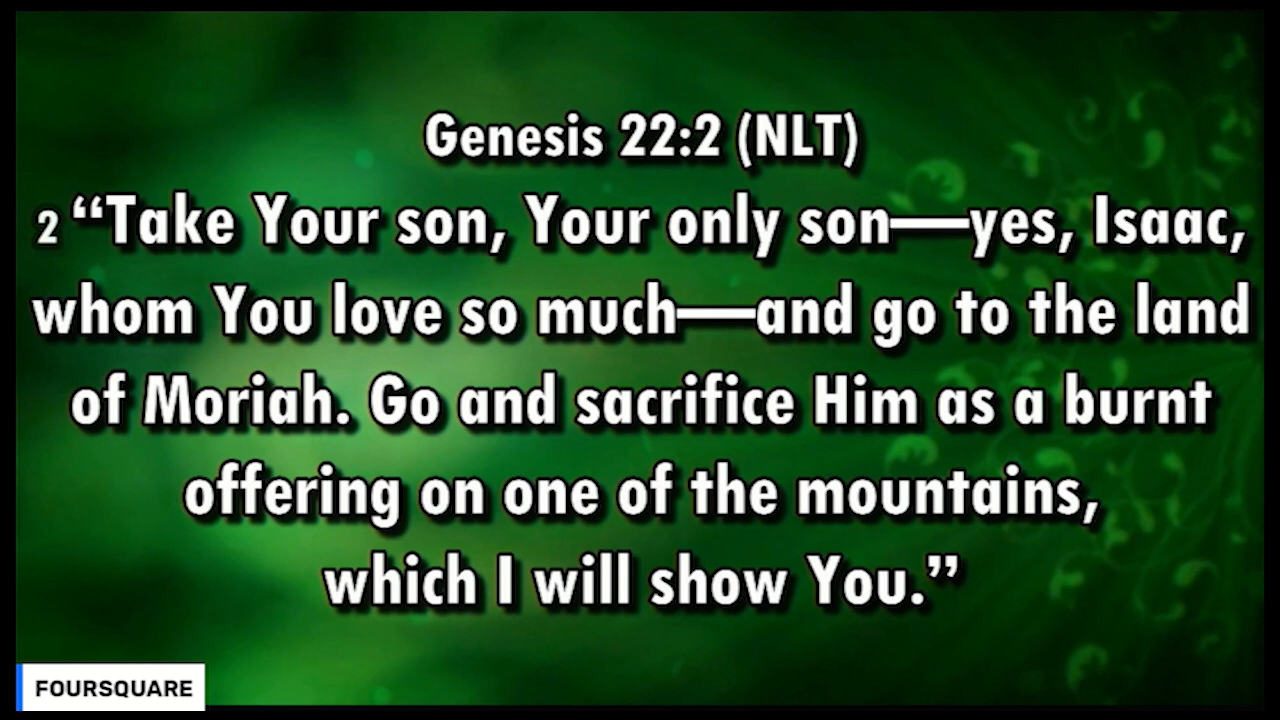 Genesis 22:2 (NLT)
2 “Take Your son, Your only son—yes, Isaac,
whom You love so much—and go to the land
of Moriah. Go and sacrifice Him as a burnt
offering on one of the mountains,
which I will show You.”
FOURSQUARE